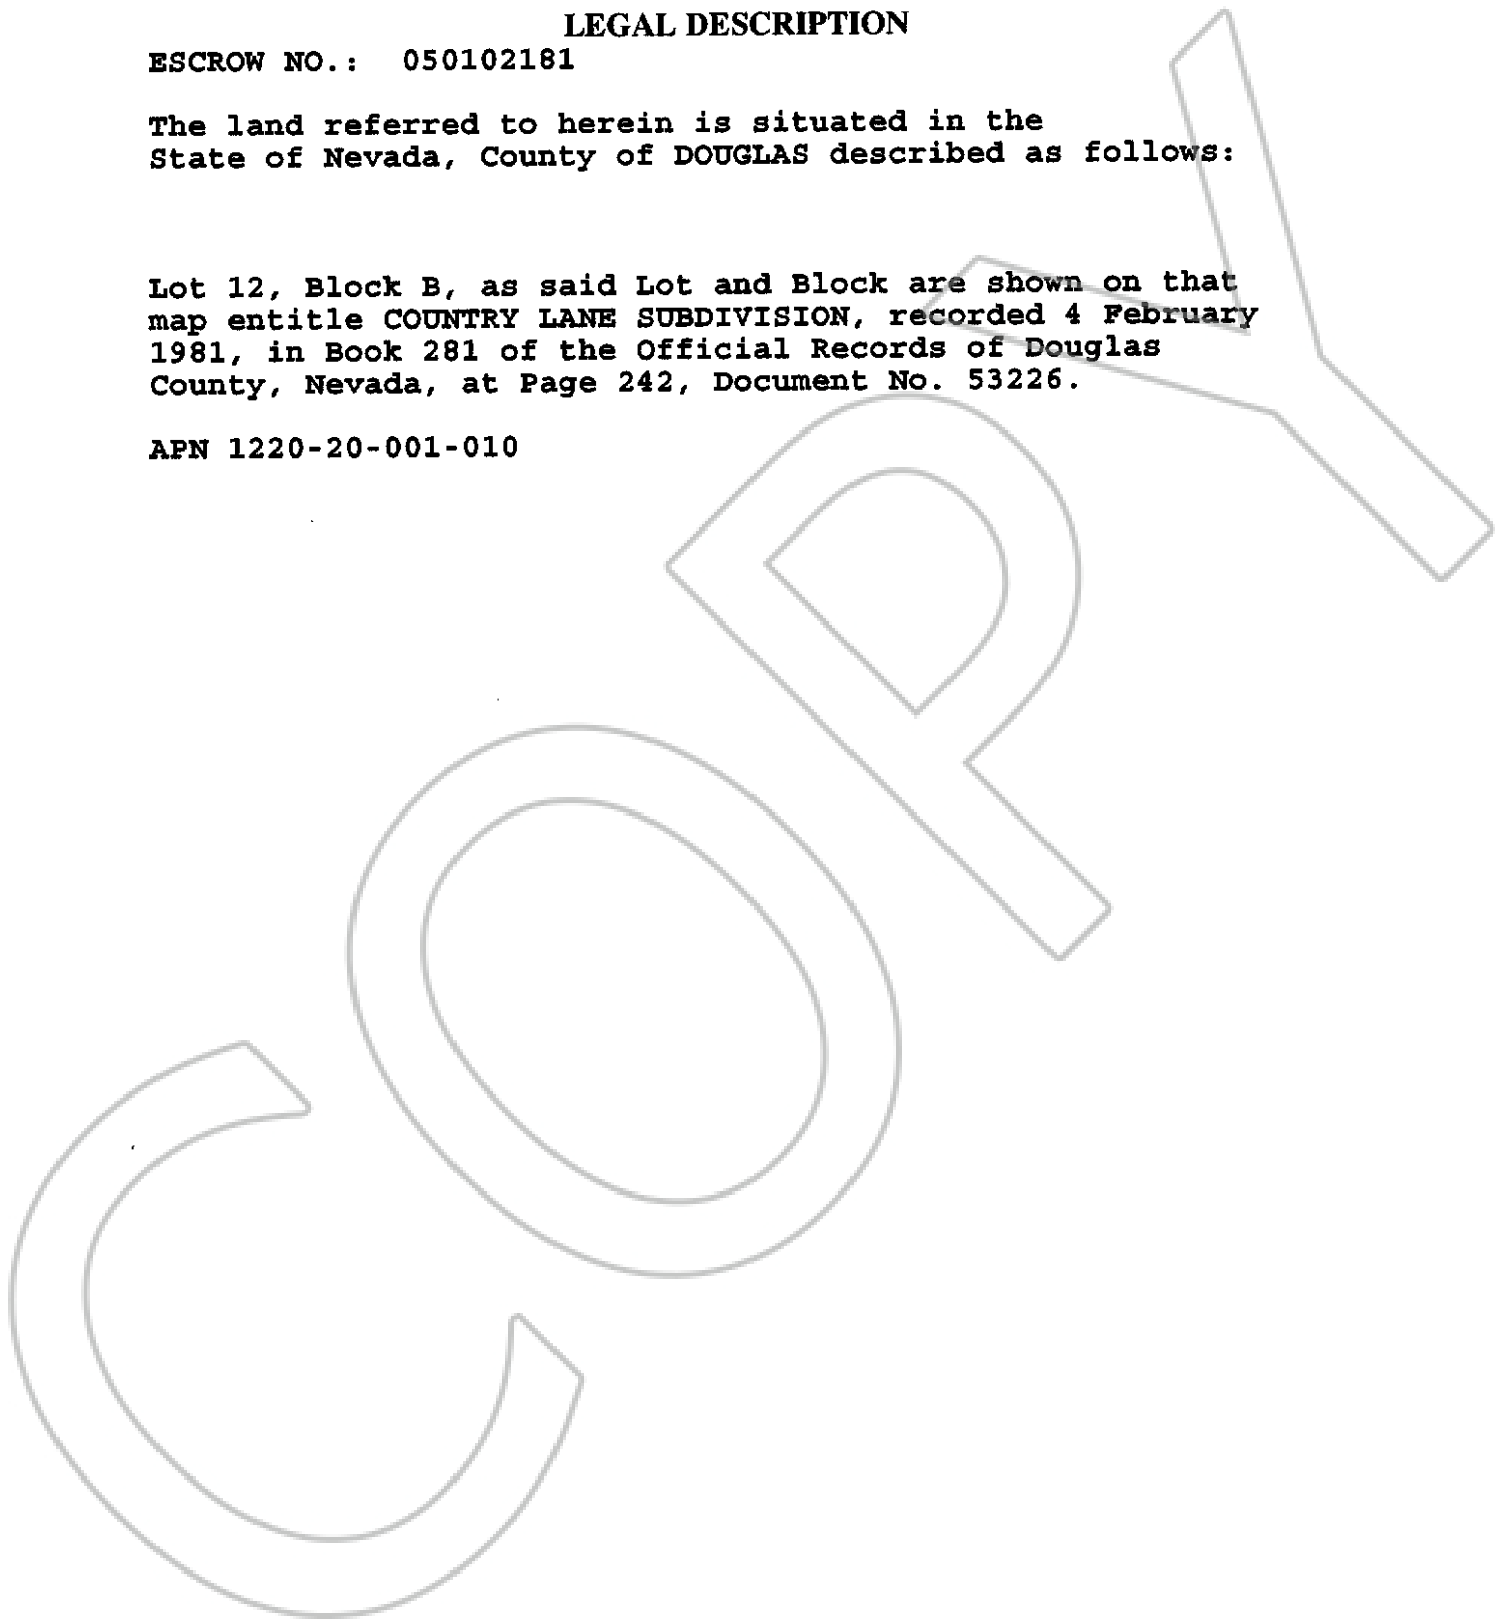 LEGAL DESCRIPTION
ESCROW NO.: 050102181
The land referred to herein is situated in the
State of Nevada, County of DOUGLAS described as follows:
Lot 12, Block B, as said Lot and Block are shown on that
map entitle COUNTRY LANE SUBDIVISION, recorded 4 February
1981, in Book 281 of the Official Records of Douglas
County, Nevada, at Page 242, Document No. 53226.
APN 1220-20-001-010
COPY